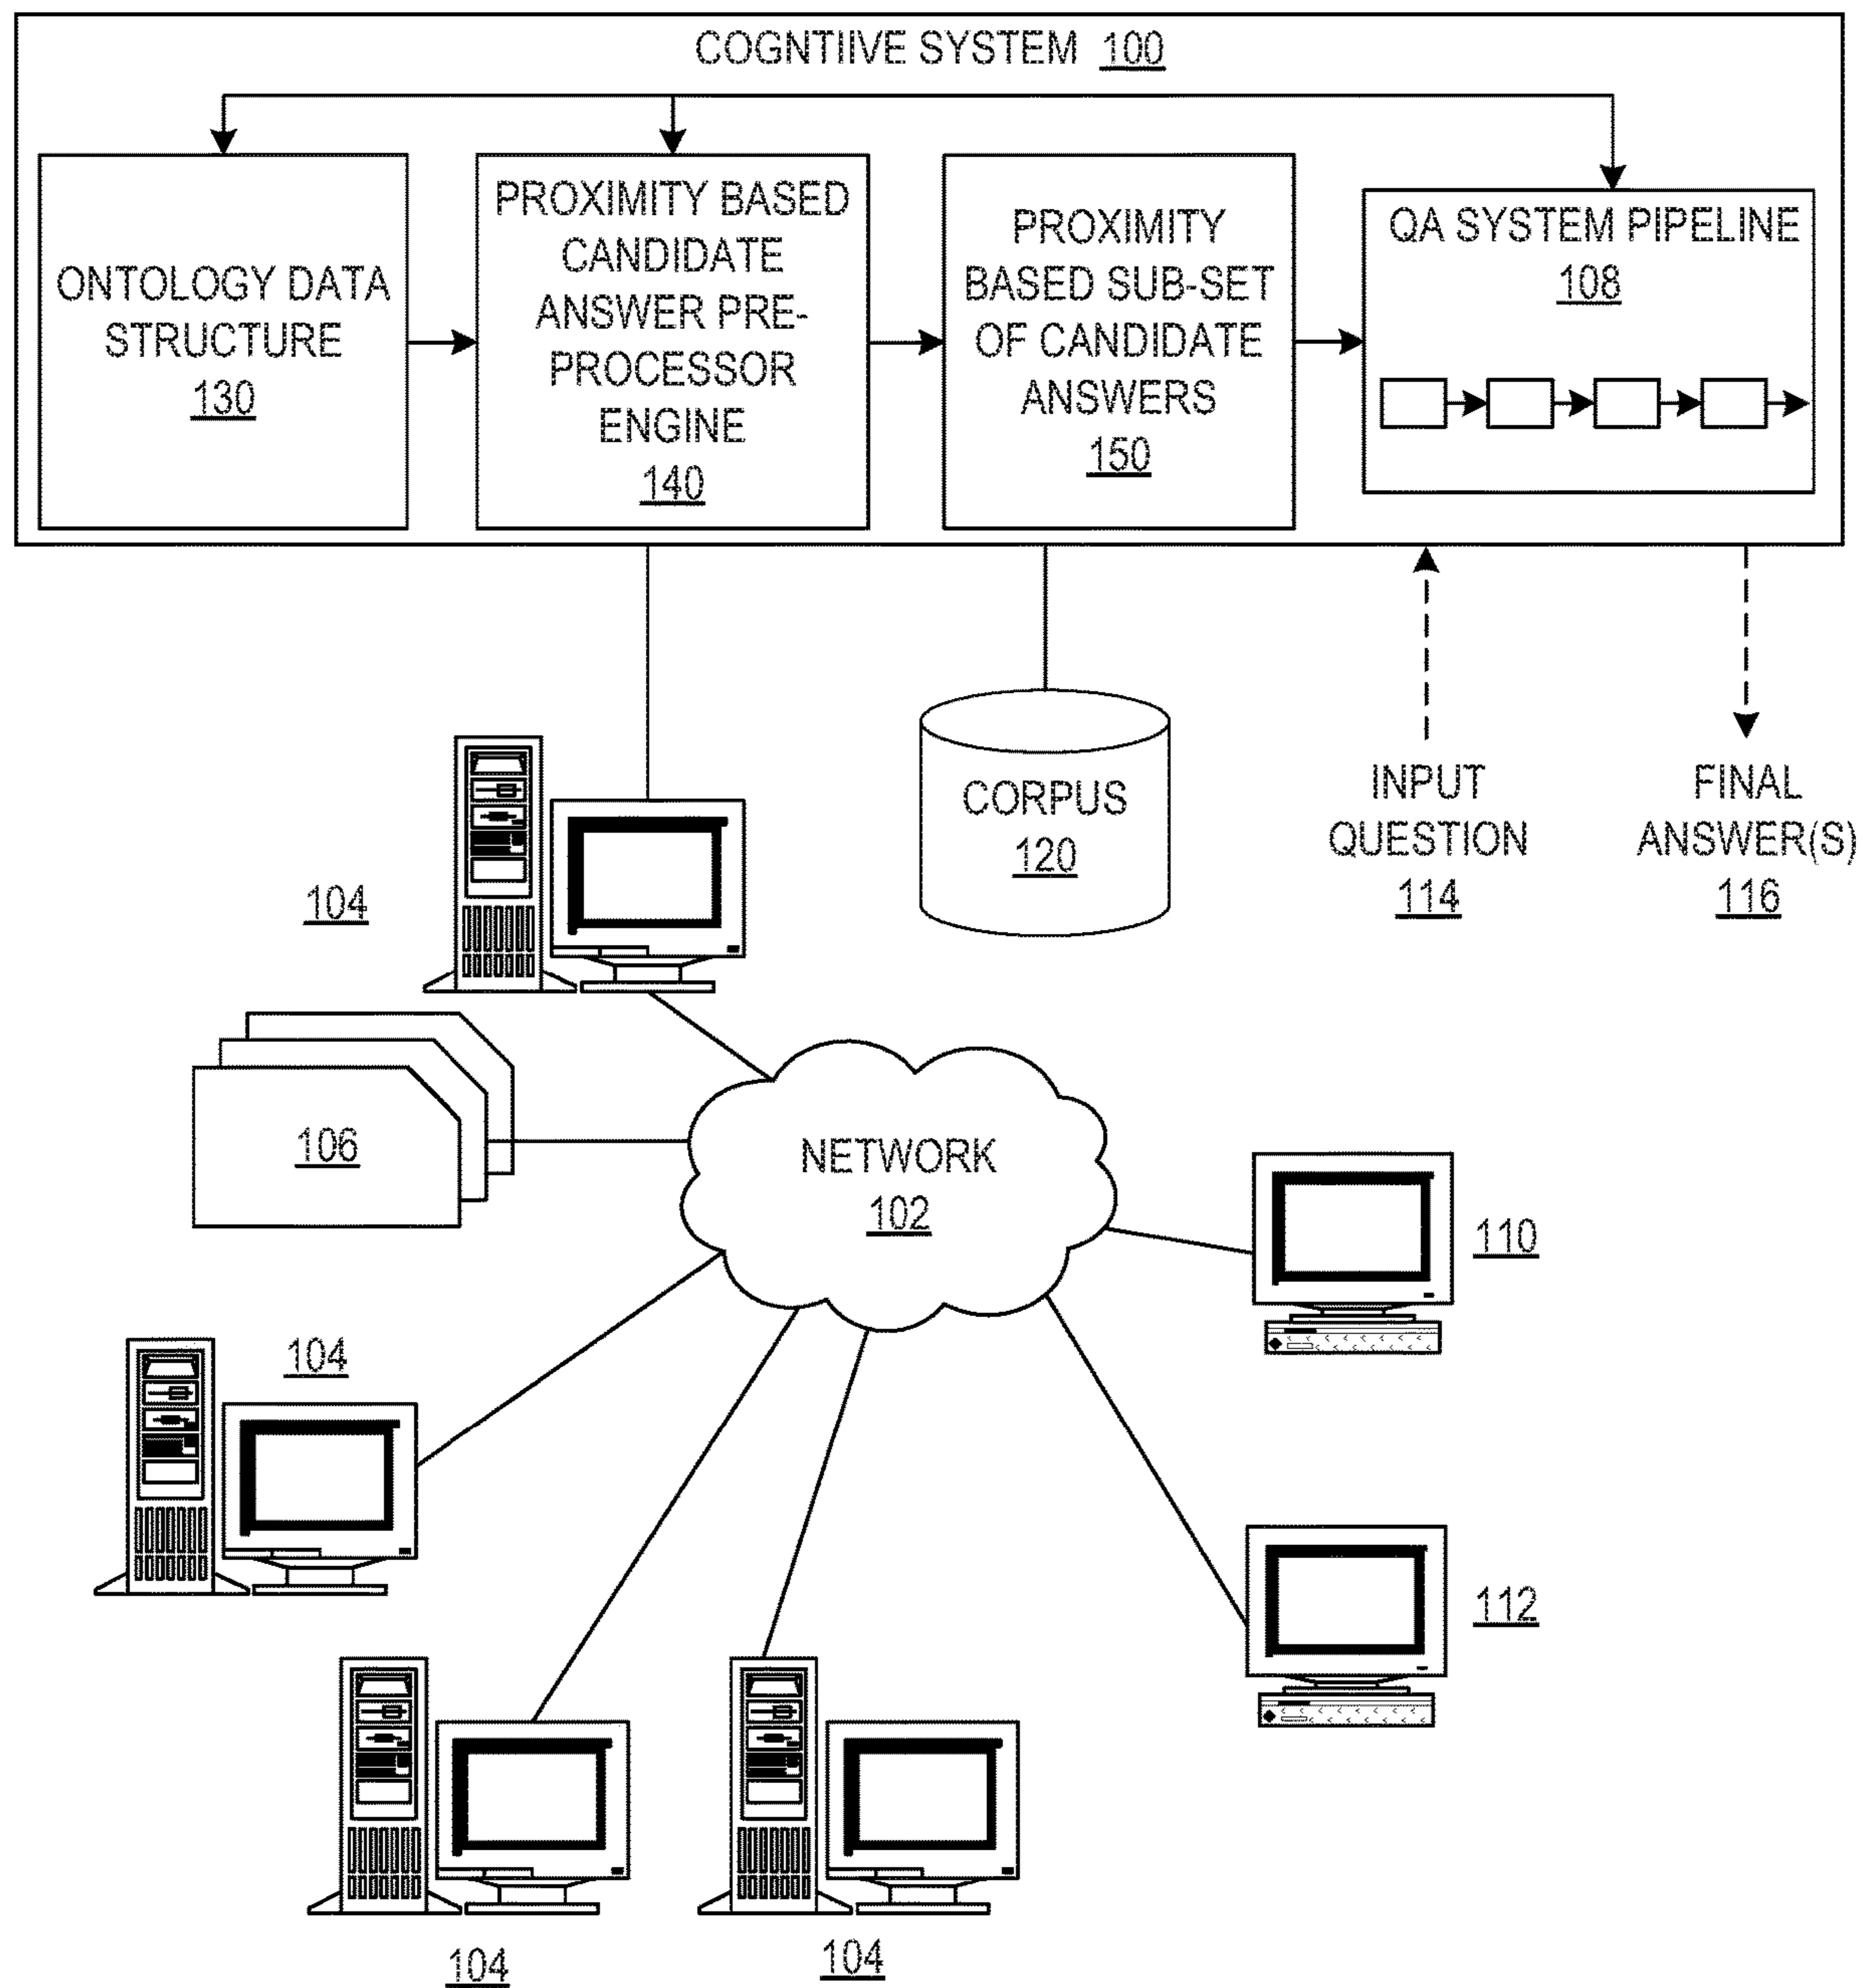 COGNTIIVE SYSTEM 100
ONTOLOGY DATA
STRUCTURE
130
PROXIMITY BASED
CANDIDATE
ANSWER PRE-
PROCESSOR
ENGINE
140
PROXIMITY
BASED SUB-SET
OF CANDIDATE
ANSWERS
150
QA SYSTEM PIPELINE
108
CORPUS
120
INPUT
QUESTION
114
FINAL
ANSWER(S)
116
104
106
NETWORK
102
110
104
112
104
104